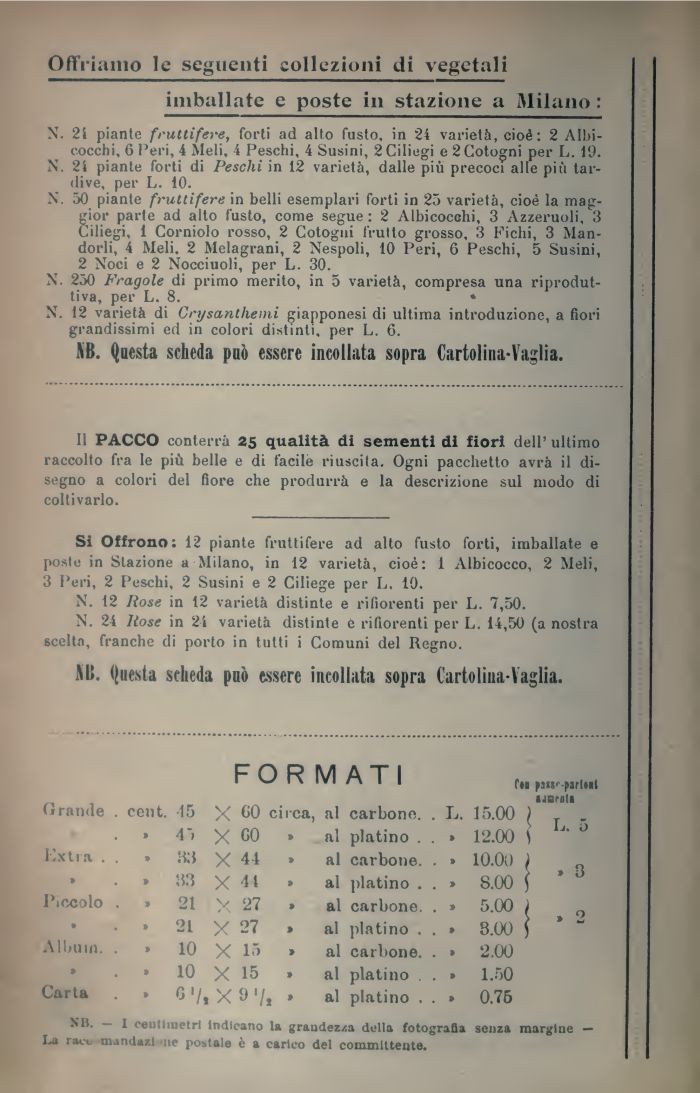 Offriamo le seguenti collezioni di vegetali
imballate e poste in stazione a Milano:
N. 24 piante fruttifere, forti ad alto fusto, in 24 varietà, cioè: 2 Albi-
cocchi, 6 Peri, 4 Meli, 4 Peschi, 4 Susini, 2 Ciliegi e 2 Cotogni per L. 19.
N. 24 piante forti di Peschi in 12 varietà, dalle più precoci alle più tar-
dive, per L. 10.
N. 50 piante fruttifere in belli esemplari forti in 25 varietà, cioè la mag-
gior parte ad alto fusto, come segue: 2 Albicocchi, 3 Azzeruoli, 3
Ciliegi, 1 Corniolo rosso, 2 Cotogni frutto grosso, 3 Fichi, 3 Man-
dorli, 4 Meli, 2 Melagrani, 2 Nespoli, 10 Peri, 6 Peschi, 5 Susini,
2 Noci e 2 Nocciuoli, per L. 30.
N. 250 Fragole di primo merito, in 5 varietà, compresa una riprodut-
tiva, per L. 8.
N. 12 varietà di Crysanthemi giapponesi di ultima introduzione, a fiori
grandissimi ed in colori distinti, per L. 6.
NB. Questa scheda può essere incollata sopra Cartolina-Vaglia.
Il PACCO conterrà 25 qualità di sementi di fiori dell' ultimo
raccolto fra le più belle e di facile riuscita. Ogni pacchetto avrà il di-
segno a colori del fiore che produrrà e la descrizione sul modo di
coltivarlo.
Si Offrono: 12 piante fruttifere ad alto fusto forti, imballate e
poste in Stazione a Milano, in 12 varietà, cioè: 1 Albicocco, 2 Meli,
3 Peri, 2 Peschi, 2 Susini e 2 Ciliege per L. 10.
N. 12 Rose in 12 varietà distinte e rifiorenti per L. 7,50.
N. 24 Rose in 24 varietà distinte e rifiorenti per L. 14,50 (a nostra
scelta, franche di porto in tutti i Comuni del Regno.
NB. Questa scheda può essere incollata sopra Cartolina-Vaglia.
FORMATI
Con passe-partout
aumento
Grande . cent. 45 × 60 circa, al carbone. . L. 15.00 } L. 5
" . " 45 × 60 " al platino . . " 12.00
Extra . . " 33 × 44 " al carbone. . " 10.00 } " 3
" . " 33 × 44 " al platino . . " 8.00
Piccolo . " 21 × 27 " al carbone. . " 5.00 } " 2
" . " 21 × 27 " al platino . . " 3.00
Album. . " 10 × 15 " al carbone. . " 2.00
" . " 10 × 15 " al platino . . " 1.50
Carta . " 6 1/2 × 9 1/2 " al platino . . " 0.75
NB. — I centimetri indicano la grandezza della fotografia senza margine —
La raccomandazione postale è a carico del committente.